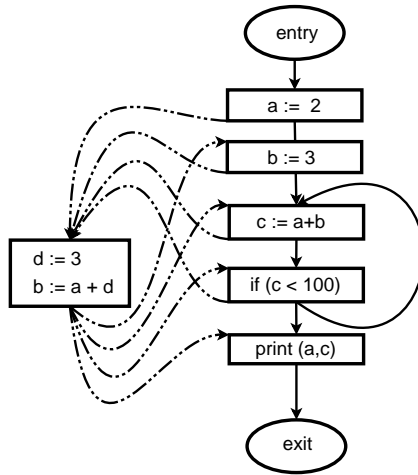 entry
a := 2
b := 3
c := a+b
d := 3
b := a + d
if (c < 100)
print (a,c)
exit